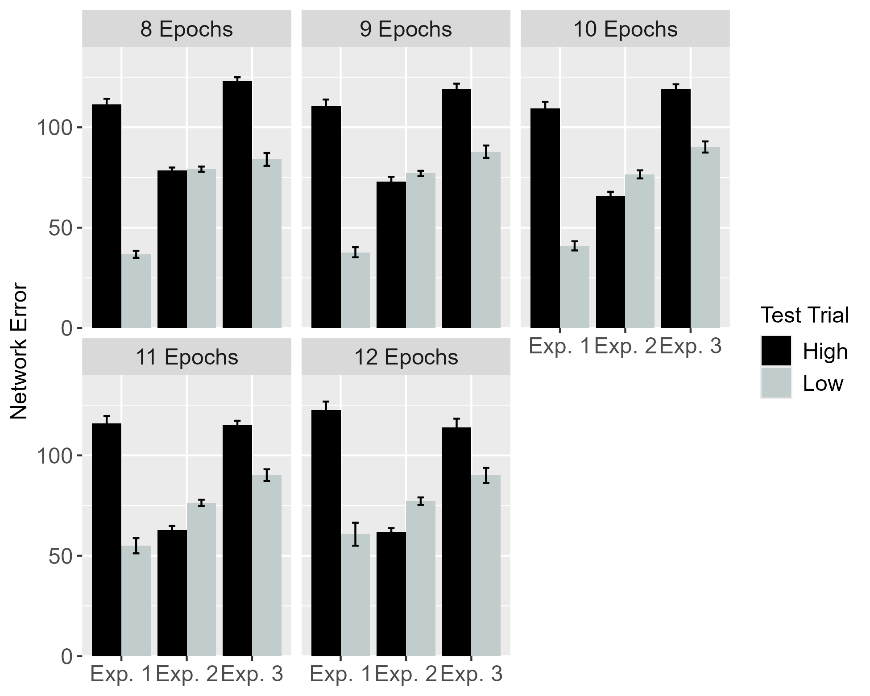 8 Epochs
9 Epochs
10 Epochs
100
50
0
Exp. 1 Exp. 2 Exp. 3
11 Epochs
12 Epochs
100
50
0
Exp. 1 Exp. 2 Exp. 3
Exp. 1 Exp. 2 Exp. 3
Network Error
Test Trial
High
Low